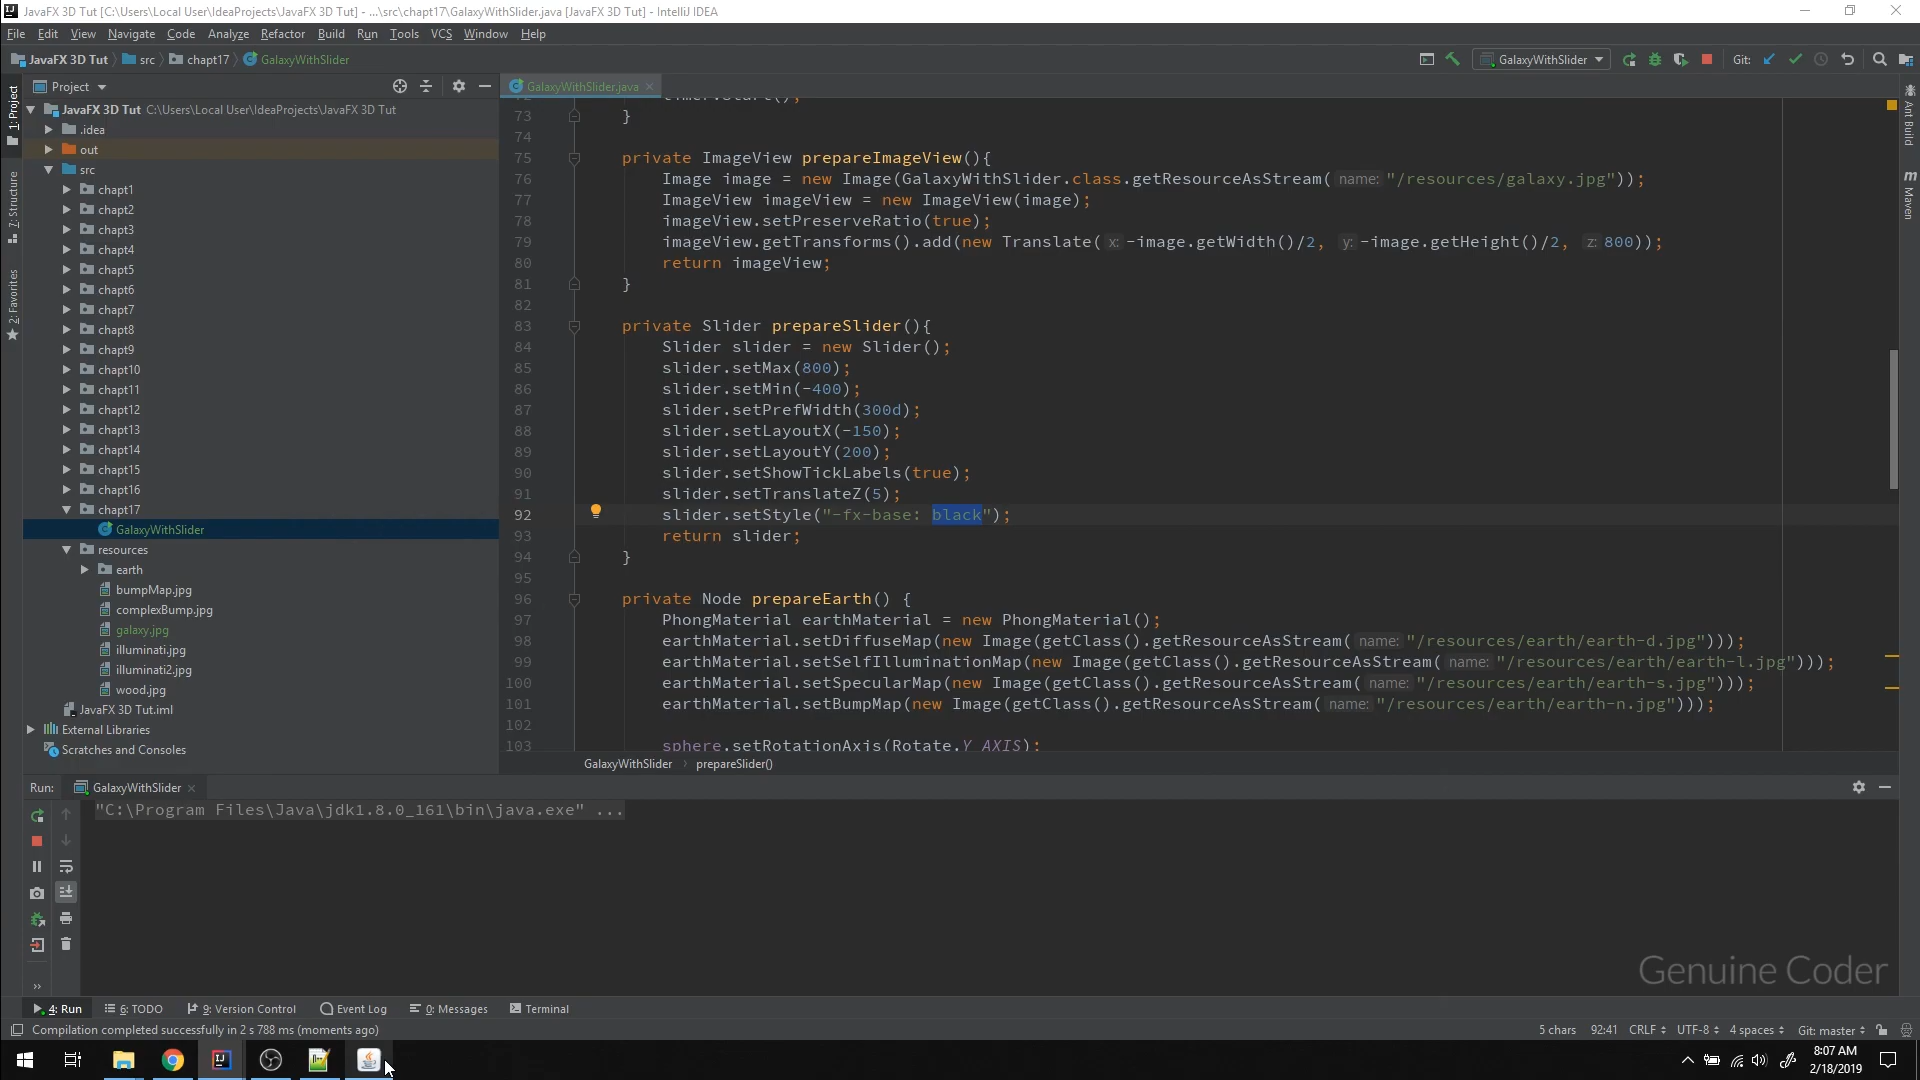 JavaFX 3D Tut [C:\Users\Local User\IdeaProjects\JavaFX 3D Tut] - ...\src\chapt17\GalaxyWithSlider.java [JavaFX 3D Tut] - IntelliJ IDEA
File Edit View Navigate Code Analyze Refactor Build Run Tools VCS Window Help
JavaFX 3D Tut src chapt17 GalaxyWithSlider
GalaxyWithSlider
Git:
Project
GalaxyWithSlider.java
1: Project
7: Structure
2: Favorites
Ant Build
Maven
JavaFX 3D Tut C:\Users\Local User\IdeaProjects\JavaFX 3D Tut
.idea
out
src
chapt1
chapt2
chapt3
chapt4
chapt5
chapt6
chapt7
chapt8
chapt9
chapt10
chapt11
chapt12
chapt13
chapt14
chapt15
chapt16
chapt17
GalaxyWithSlider
resources
earth
bumpMap.jpg
complexBump.jpg
galaxy.jpg
illuminati.jpg
illuminati2.jpg
wood.jpg
JavaFX 3D Tut.iml
External Libraries
Scratches and Consoles
72 timer.start();
73 }
74
75 private ImageView prepareImageView(){
76 Image image = new Image(GalaxyWithSlider.class.getResourceAsStream( name: "/resources/galaxy.jpg"));
77 ImageView imageView = new ImageView(image);
78 imageView.setPreserveRatio(true);
79 imageView.getTransforms().add(new Translate( x: -image.getWidth()/2, y: -image.getHeight()/2, z: 800));
80 return imageView;
81 }
82
83 private Slider prepareSlider(){
84 Slider slider = new Slider();
85 slider.setMax(800);
86 slider.setMin(-400);
87 slider.setPrefWidth(300d);
88 slider.setLayoutX(-150);
89 slider.setLayoutY(200);
90 slider.setShowTickLabels(true);
91 slider.setTranslateZ(5);
92 slider.setStyle("-fx-base: black");
93 return slider;
94 }
95
96 private Node prepareEarth() {
97 PhongMaterial earthMaterial = new PhongMaterial();
98 earthMaterial.setDiffuseMap(new Image(getClass().getResourceAsStream( name: "/resources/earth/earth-d.jpg")));
99 earthMaterial.setSelfIlluminationMap(new Image(getClass().getResourceAsStream( name: "/resources/earth/earth-l.jpg")));
100 earthMaterial.setSpecularMap(new Image(getClass().getResourceAsStream( name: "/resources/earth/earth-s.jpg")));
101 earthMaterial.setBumpMap(new Image(getClass().getResourceAsStream( name: "/resources/earth/earth-n.jpg")));
102
103 sphere.setRotationAxis(Rotate.Y_AXIS);
GalaxyWithSlider › prepareSlider()
Run: GalaxyWithSlider
"C:\Program Files\Java\jdk1.8.0_161\bin\java.exe" ...
Genuine Coder
4: Run 6: TODO 9: Version Control Event Log 0: Messages Terminal
Compilation completed successfully in 2 s 788 ms (moments ago)
5 chars 92:41 CRLF UTF-8 4 spaces Git: master
8:07 AM
2/18/2019